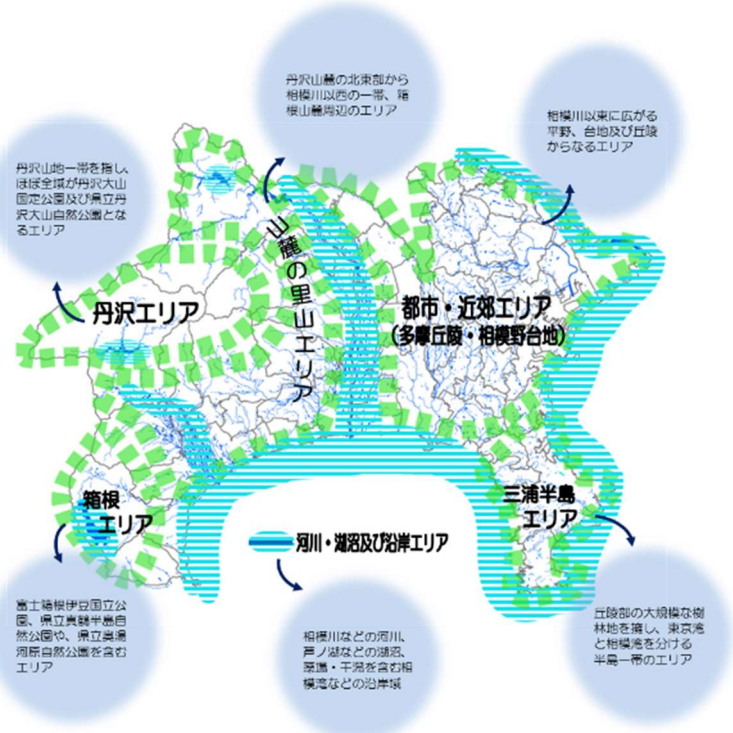 丹沢山麓の北東部から
相模川以西の一帯、箱
根山麓周辺のエリア
相模川以東に広がる
平野、台地及び丘陵
からなるエリア
丹沢山地一帯を指し、
ほぼ全域が丹沢大山
国定公園及び県立丹
沢大山自然公園とな
るエリア
山麓の里山エリア
丹沢エリア
都市・近郊エリア
(多摩丘陵・相模野台地)
箱根
エリア
三浦半島
エリア
河川・湖沼及び沿岸エリア
富士箱根伊豆国立公
園、県立真鶴半島自
然公園や、県立奥湯
河原自然公園を含む
エリア
相模川などの河川、
芦ノ湖などの湖沼、
藻場・干潟を含む相
模湾などの沿岸域
丘陵部の大規模な樹
林地を擁し、東京湾
と相模湾を分ける
半島一帯のエリア